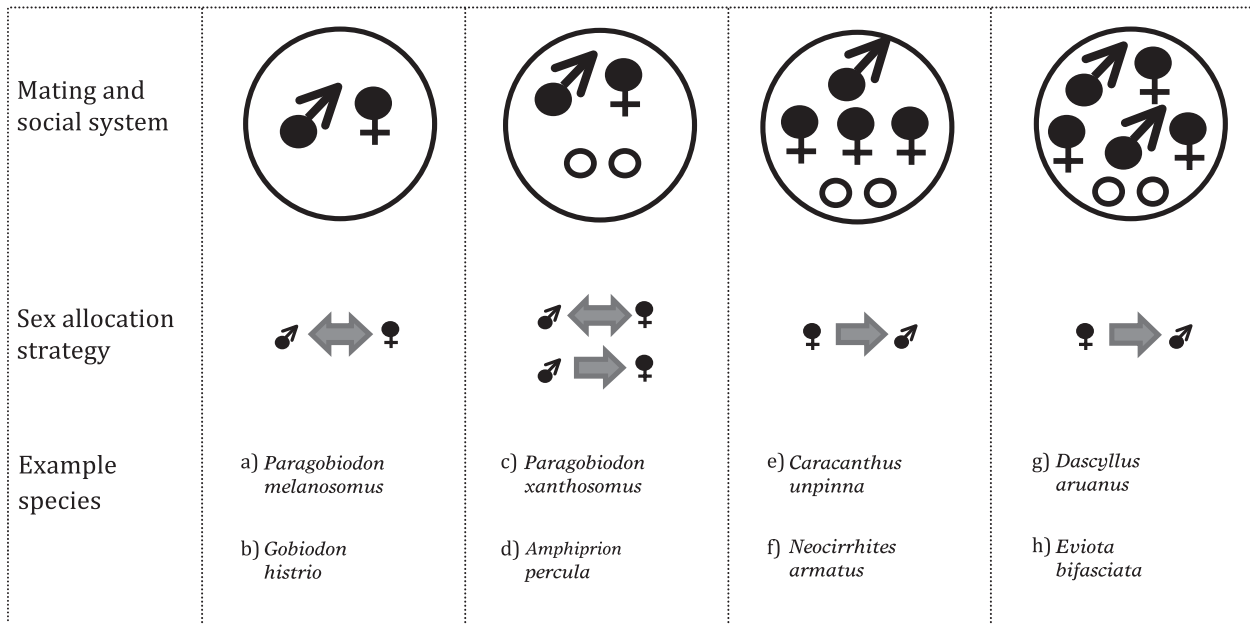 Mating and
social system
Sex allocation
strategy
Example
species
a) Paragobiodon
melanosomus
b) Gobiodon
histrio
c) Paragobiodon
xanthosomus
d) Amphiprion
percula
e) Caracanthus
unpinna
f) Neocirrhites
armatus
g) Dascyllus
aruanus
h) Eviota
bifasciata